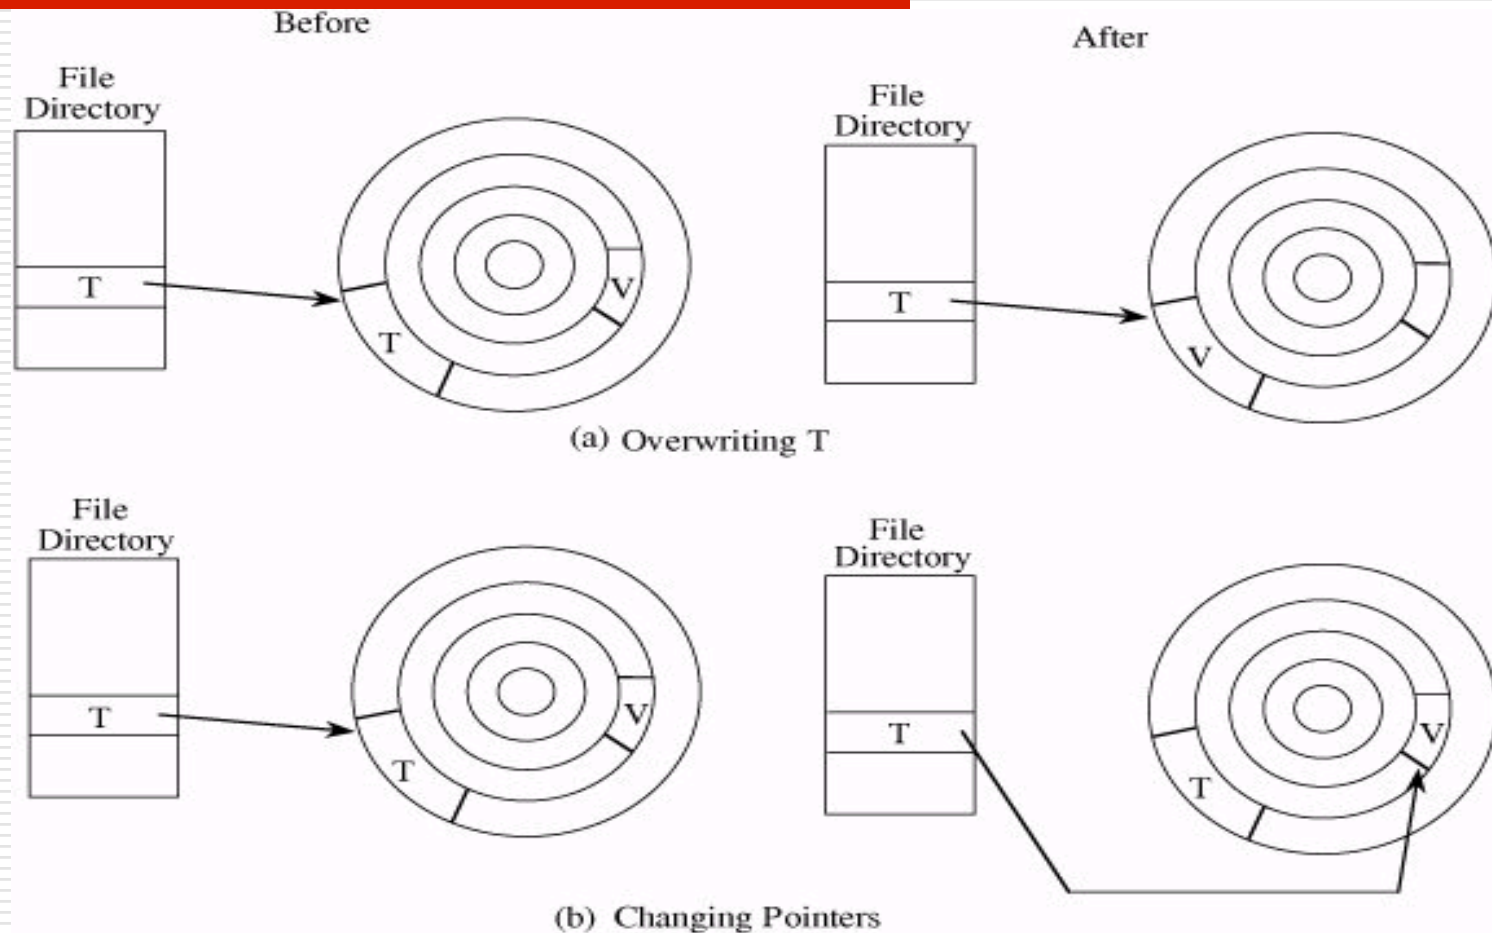 Before
After
File
Directory
T
T
V
File
Directory
T
V
(a) Overwriting T
File
Directory
T
T
V
File
Directory
T
T
V
(b) Changing Pointers